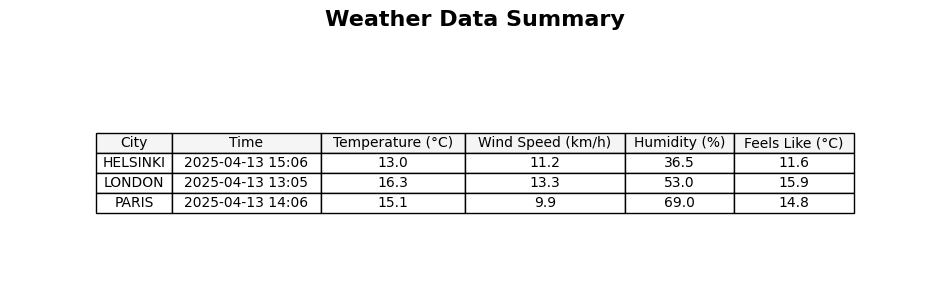 Weather Data Summary
City Time Temperature (°C) Wind Speed (km/h) Humidity (%) Feels Like (°C)
HELSINKI 2025-04-13 15:06 13.0 11.2 36.5 11.6
LONDON 2025-04-13 13:05 16.3 13.3 53.0 15.9
PARIS 2025-04-13 14:06 15.1 9.9 69.0 14.8